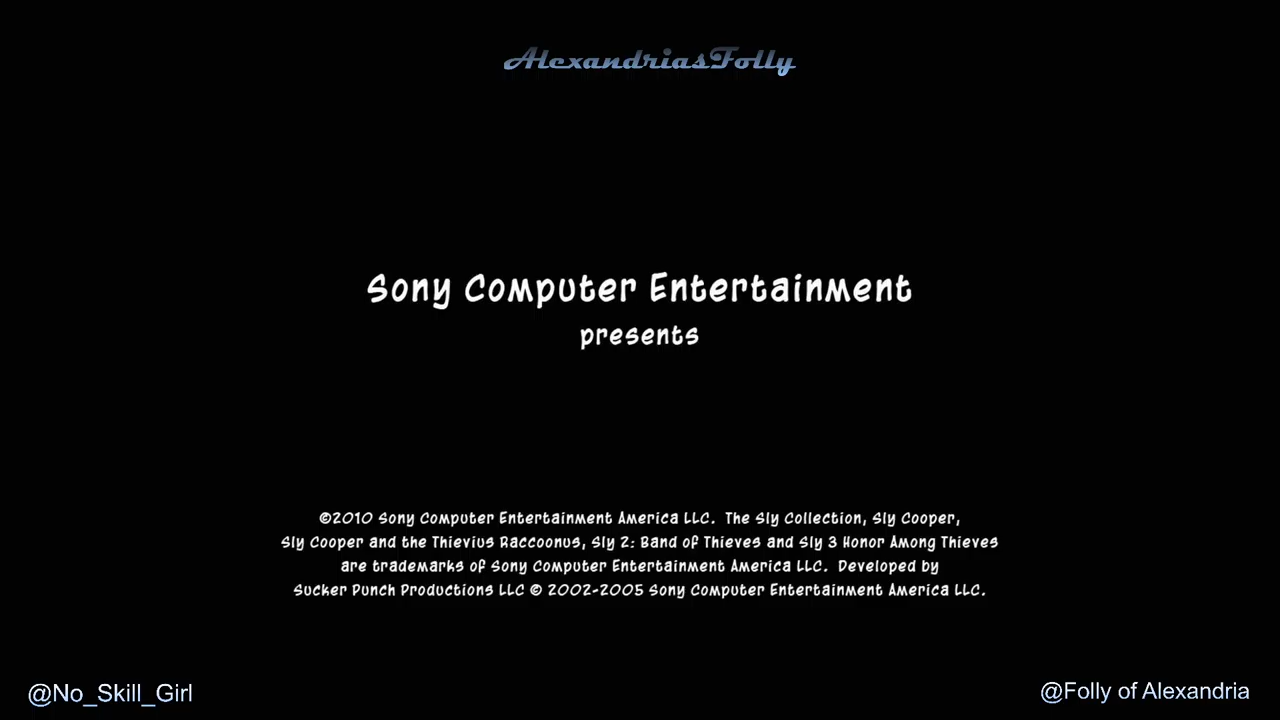 AlexandriasFolly
Sony Computer Entertainment
presents
©2010 Sony Computer Entertainment America LLC. The Sly Collection, Sly Cooper,
Sly Cooper and the Thievius Raccoonus, Sly 2: Band of Thieves and Sly 3 Honor Among Thieves
are trademarks of Sony Computer Entertainment America LLC. Developed by
Sucker Punch Productions LLC © 2002-2005 Sony Computer Entertainment America LLC.
@No_Skill_Girl
@Folly of Alexandria